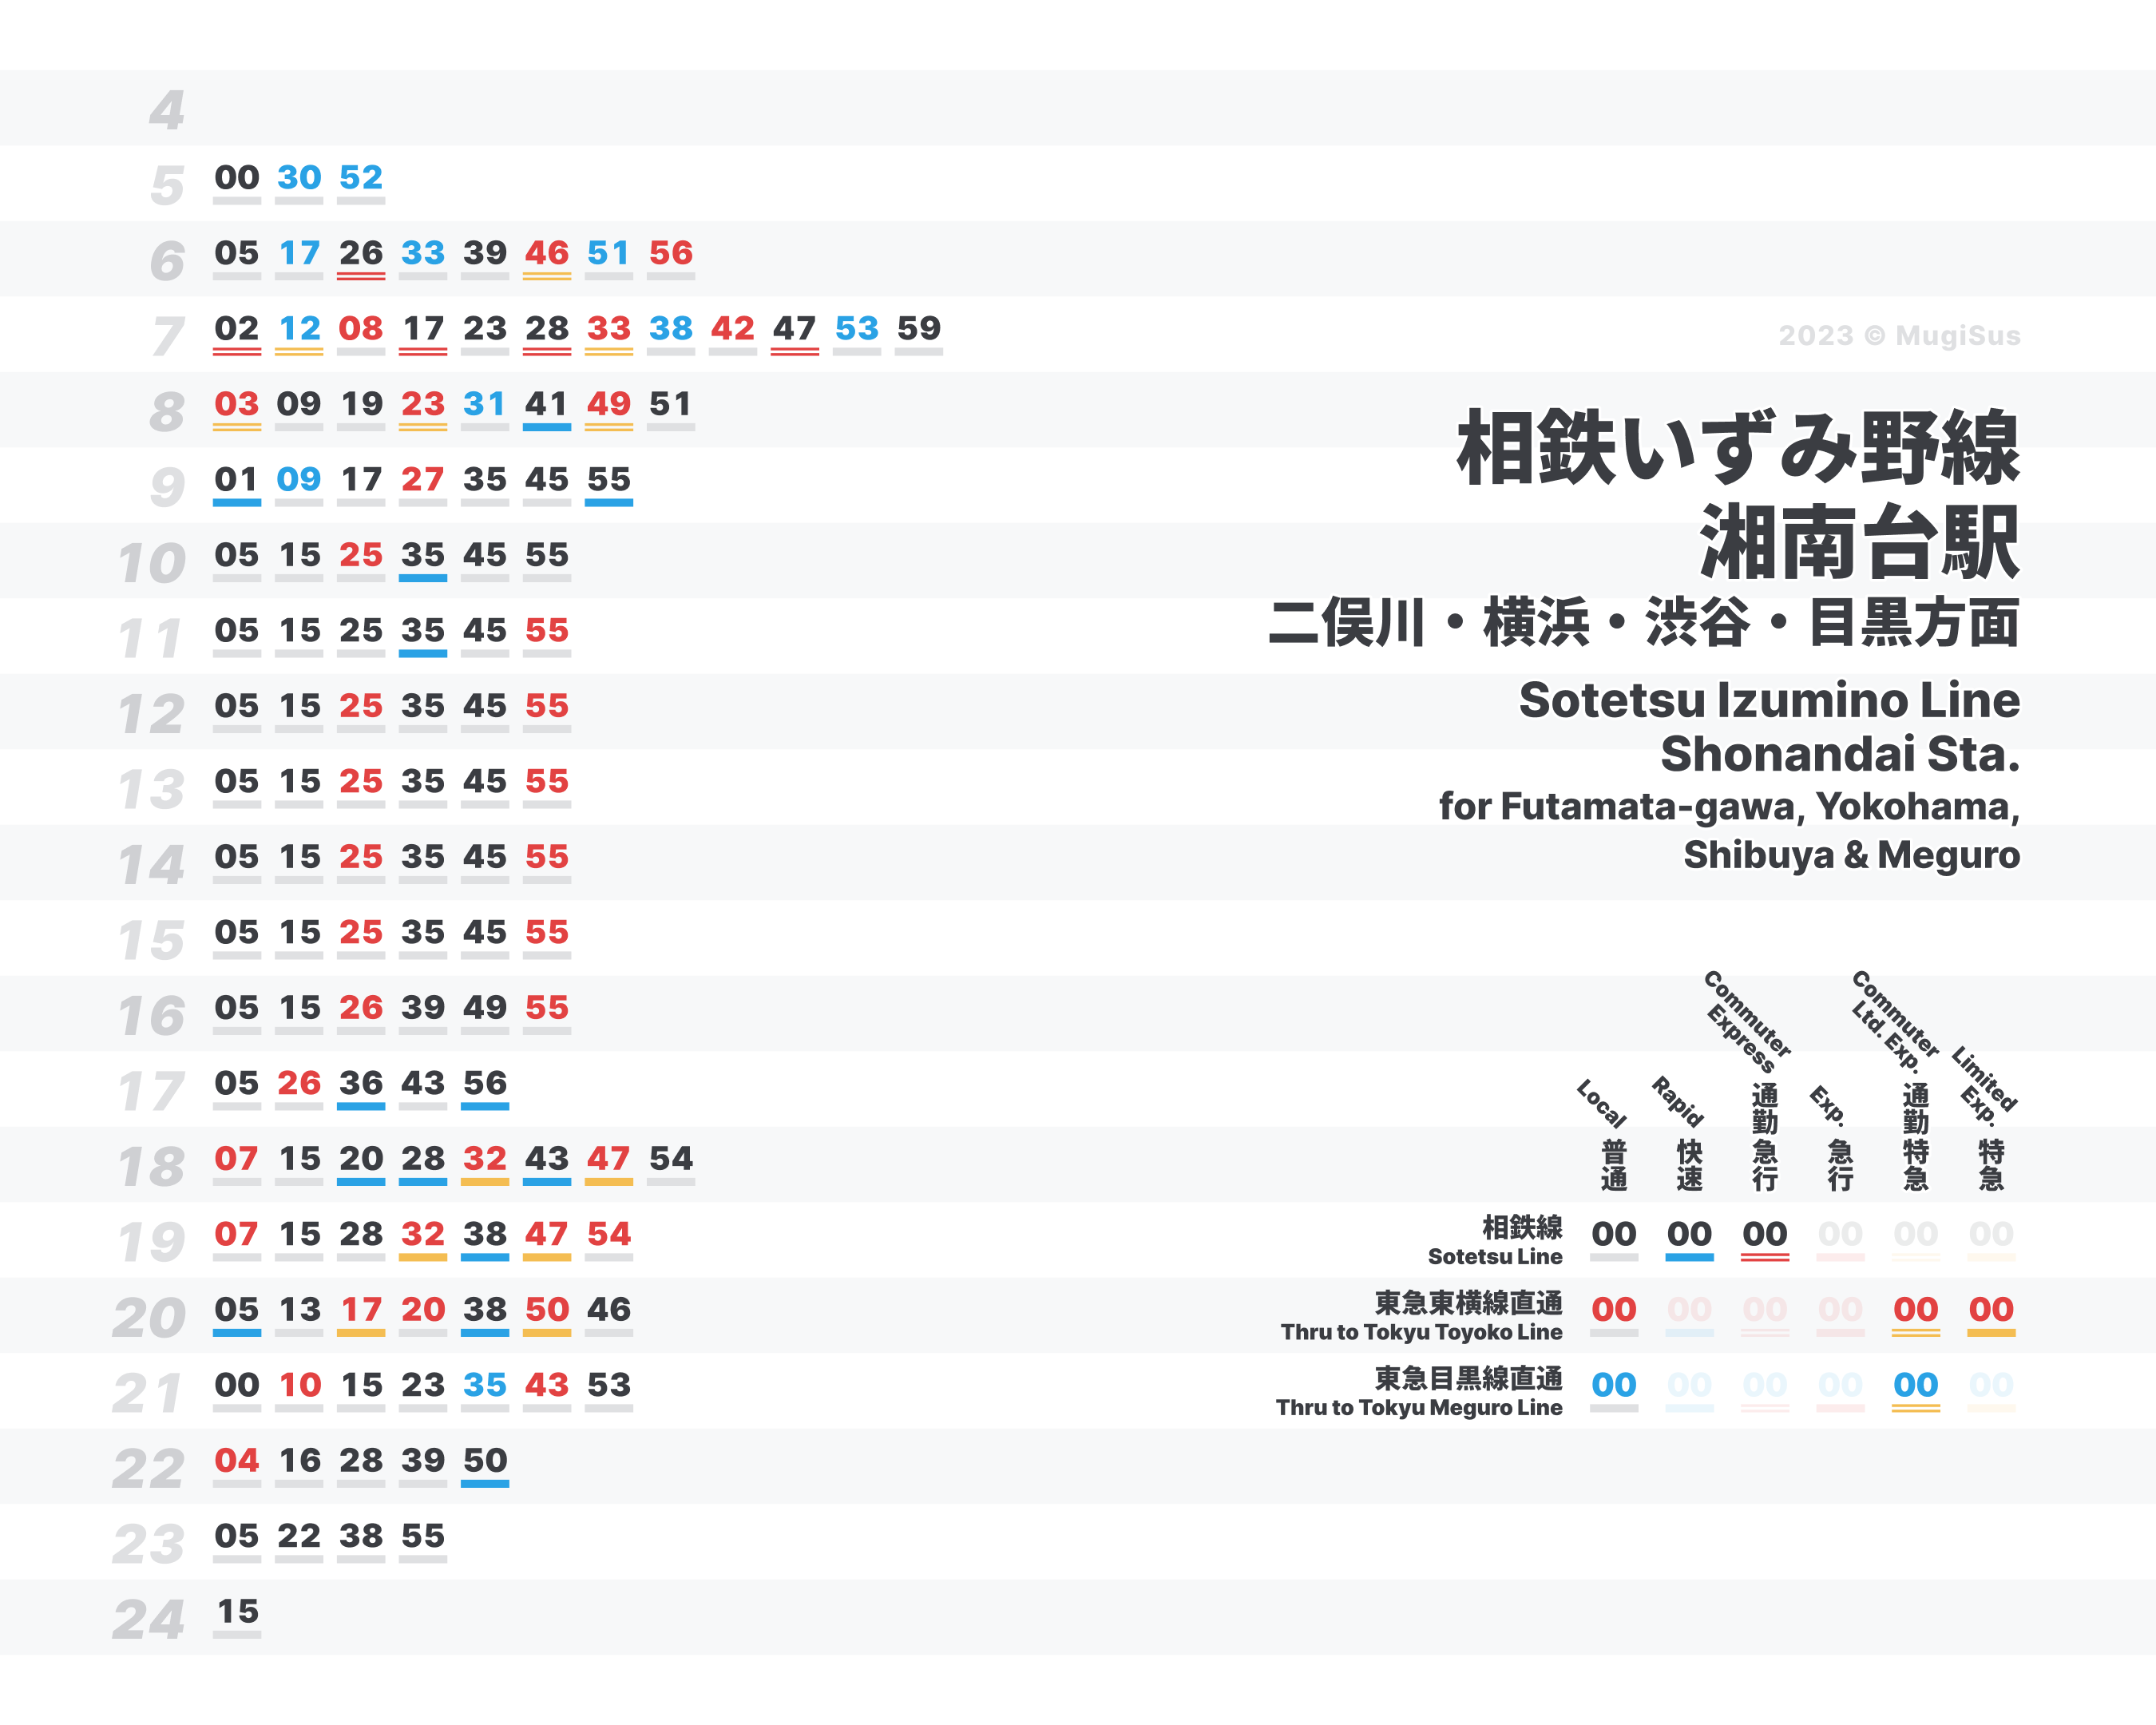 4
5 00 30 52
6 05 17 26 33 39 46 51 56
7 02 12 08 17 23 28 33 38 42 47 53 59
8 03 09 19 23 31 41 49 51
9 01 09 17 27 35 45 55
10 05 15 25 35 45 55
11 05 15 25 35 45 55
12 05 15 25 35 45 55
13 05 15 25 35 45 55
14 05 15 25 35 45 55
15 05 15 25 35 45 55
16 05 15 26 39 49 55
17 05 26 36 43 56
18 07 15 20 28 32 43 47 54
19 07 15 28 32 38 47 54
20 05 13 17 20 38 50 46
21 00 10 15 23 35 43 53
22 04 16 28 39 50
23 05 22 38 55
24 15
2023 © MugiSus
相鉄いずみ野線
湘南台駅
二俣川・横浜・渋谷・目黒方面
Sotetsu Izumino Line
Shonandai Sta.
for Futamata-gawa, Yokohama,
Shibuya & Meguro
Local
普通
Rapid
快速
Commuter
Express
通勤急行
Exp.
急行
Commuter
Ltd. Exp.
通勤特急
Limited
Exp.
特急
相鉄線
Sotetsu Line
00 00 00 00 00 00
東急東横線直通
Thru to Tokyu Toyoko Line
00 00 00 00 00 00
東急目黒線直通
Thru to Tokyu Meguro Line
00 00 00 00 00 00